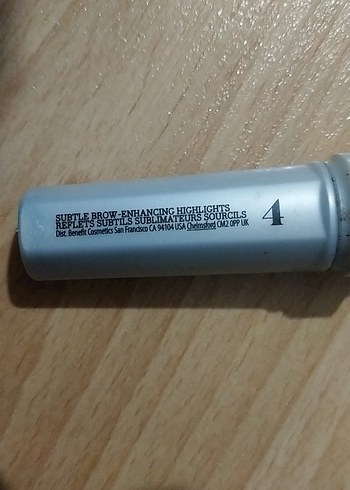 SUBTLE BROW-ENHANCING HIGHLIGHTS
REFLETS SUBTILS SUBLIMATEURS SOURCILS
Dist. Benefit Cosmetics San Francisco CA 94104 USA Chelmsford CM2 0PP UK
4